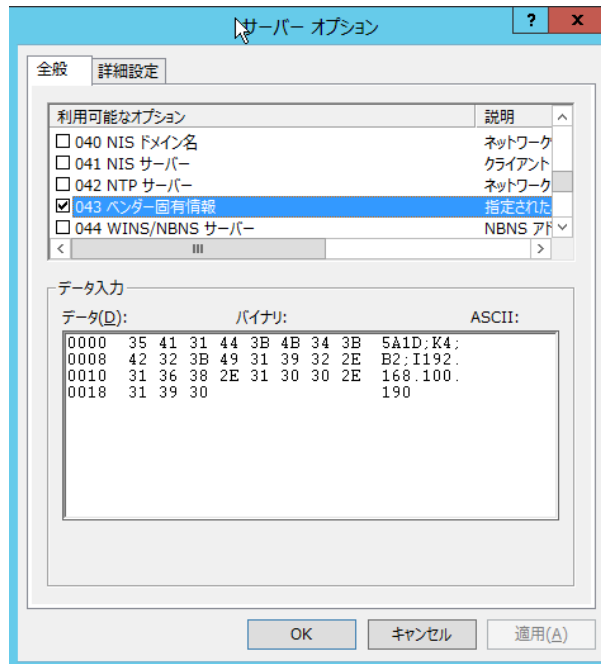 サーバー オプション
? x
全般 詳細設定
利用可能なオプション 説明
040 NIS ドメイン名 ネットワーク
041 NIS サーバー クライアント
042 NTP サーバー ネットワーク
043 ベンダー固有情報 指定された
044 WINS/NBNS サーバー NBNS アド
データ入力
データ(D): バイナリ: ASCII:
0000 35 41 31 44 3B 4B 34 3B 5A1D;K4;
0008 42 32 3B 49 31 39 32 2E B2;I192.
0010 31 36 38 2E 31 30 30 2E 168.100.
0018 31 39 30 190
OK キャンセル 適用(A)